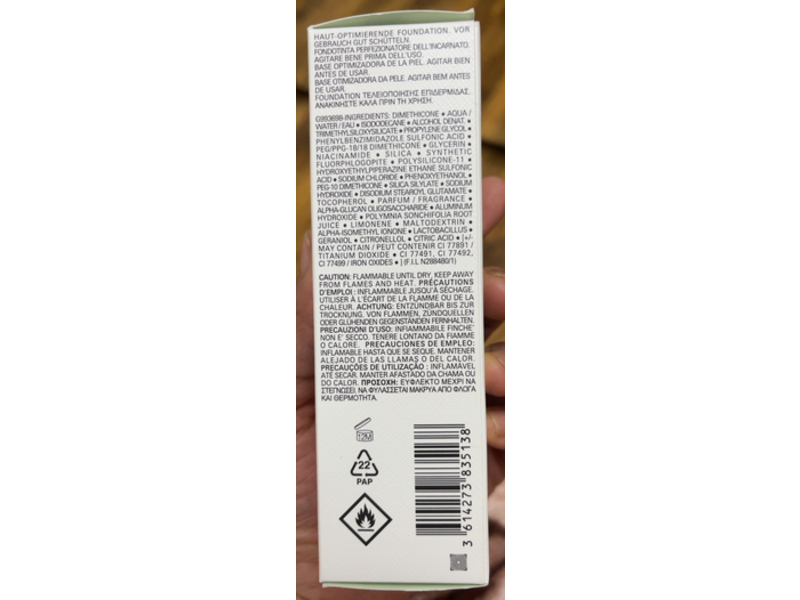 HAUT-OPTIMIERENDE FOUNDATION. VOR
GEBRAUCH GUT SCHÜTTELN.
FONDOTINTA PERFEZIONATORE DELL'INCARNATO.
AGITARE BENE PRIMA DELL'USO.
BASE OPTIMIZADORA DE LA PIEL. AGITAR BIEN
ANTES DE USAR.
BASE OTIMIZADORA DA PELE. AGITAR BEM ANTES
DE USAR.
FOUNDATION ΤΕΛΕΙΟΠΟΙΗΣΗΣ ΕΠΙΔΕΡΜΙΔΑΣ.
ΑΝΑΚΙΝΗΣΤΕ ΚΑΛΑ ΠΡΙΝ ΤΗ ΧΡΗΣΗ.
G993698-INGREDIENTS: DIMETHICONE ● AQUA /
WATER / EAU ● ISODODECANE ● ALCOHOL DENAT. ●
TRIMETHYLSILOXYSILICATE ● PROPYLENE GLYCOL ●
PHENYLBENZIMIDAZOLE SULFONIC ACID ●
PEG/PPG-18/18 DIMETHICONE ● GLYCERIN ●
NIACINAMIDE ● SILICA ● SYNTHETIC
FLUORPHLOGOPITE ● POLYSILICONE-11 ●
HYDROXYETHYLPIPERAZINE ETHANE SULFONIC
ACID ● SODIUM CHLORIDE ● PHENOXYETHANOL ●
PEG-10 DIMETHICONE ● SILICA SILYLATE ● SODIUM
HYDROXIDE ● DISODIUM STEAROYL GLUTAMATE ●
TOCOPHEROL ● PARFUM / FRAGRANCE ●
ALPHA-GLUCAN OLIGOSACCHARIDE ● ALUMINUM
HYDROXIDE ● POLYMNIA SONCHIFOLIA ROOT
JUICE ● LIMONENE ● MALTODEXTRIN ●
ALPHA-ISOMETHYL IONONE ● LACTOBACILLUS ●
GERANIOL ● CITRONELLOL ● CITRIC ACID ● [+/-
MAY CONTAIN / PEUT CONTENIR CI 77891 /
TITANIUM DIOXIDE ● CI 77491, CI 77492,
CI 77499 / IRON OXIDES ● ] (F.I.L N288480/1)
CAUTION: FLAMMABLE UNTIL DRY, KEEP AWAY
FROM FLAMES AND HEAT. PRÉCAUTIONS
D'EMPLOI : INFLAMMABLE JUSQU'À SÉCHAGE.
UTILISER À L'ÉCART DE LA FLAMME OU DE LA
CHALEUR. ACHTUNG: ENTZÜNDBAR BIS ZUR
TROCKNUNG. VON FLAMMEN, ZÜNDQUELLEN
ODER GLÜHENDEN GEGENSTÄNDEN FERNHALTEN.
PRECAUZIONI D'USO: INFIAMMABILE FINCHE'
NON E' SECCO. TENERE LONTANO DA FIAMME
O CALORE. PRECAUCIONES DE EMPLEO:
INFLAMABLE HASTA QUE SE SEQUE. MANTENER
ALEJADO DE LAS LLAMAS O DEL CALOR.
PRECAUÇÕES DE UTILIZAÇÃO : INFLAMÁVEL
ATÉ SECAR. MANTER AFASTADO DA CHAMA OU
DO CALOR. ΠΡΟΣΟΧΗ: ΕΥΦΛΕΚΤΟ ΜΕΧΡΙ ΝΑ
ΣΤΕΓΝΩΣΕΙ. ΝΑ ΦΥΛΑΣΣΕΤΑΙ ΜΑΚΡΥΑ ΑΠΟ ΦΛΟΓΑ
ΚΑΙ ΘΕΡΜΟΤΗΤΑ.
12M
22
PAP
3 614273 835138